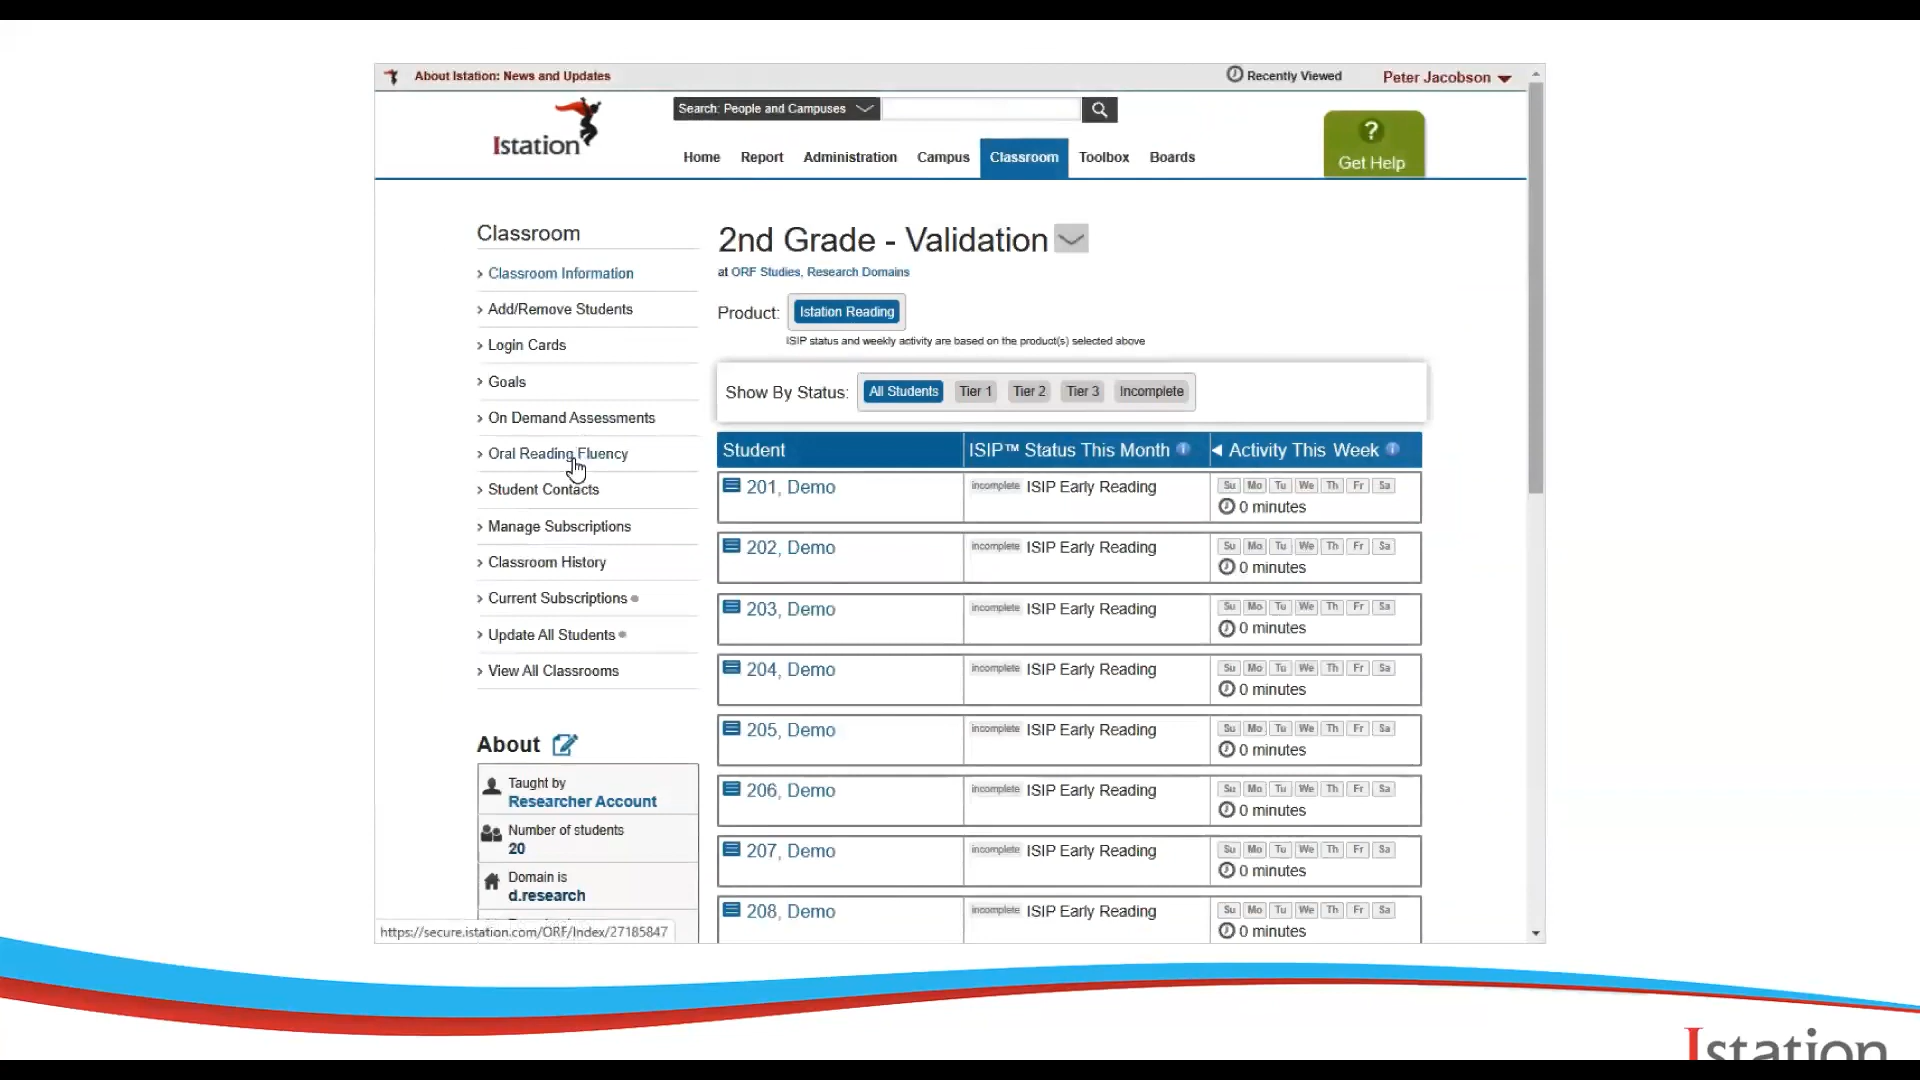 About Istation: News and Updates
Recently Viewed
Peter Jacobson
Istation
Search: People and Campuses
Home Report Administration Campus Classroom Toolbox Boards
?
Get Help
Classroom
Classroom Information
Add/Remove Students
Login Cards
Goals
On Demand Assessments
Oral Reading Fluency
Student Contacts
Manage Subscriptions
Classroom History
Current Subscriptions
Update All Students
View All Classrooms
About
Taught by
Researcher Account
Number of students
20
Domain is
d.research
https://secure.istation.com/ORF/Index/27185847
2nd Grade - Validation
at ORF Studies, Research Domains
Product: Istation Reading
ISIP status and weekly activity are based on the product(s) selected above
Show By Status: All Students Tier 1 Tier 2 Tier 3 Incomplete
Student ISIP™ Status This Month Activity This Week
201, Demo incomplete ISIP Early Reading Su Mo Tu We Th Fr Sa
0 minutes
202, Demo incomplete ISIP Early Reading Su Mo Tu We Th Fr Sa
0 minutes
203, Demo incomplete ISIP Early Reading Su Mo Tu We Th Fr Sa
0 minutes
204, Demo incomplete ISIP Early Reading Su Mo Tu We Th Fr Sa
0 minutes
205, Demo incomplete ISIP Early Reading Su Mo Tu We Th Fr Sa
0 minutes
206, Demo incomplete ISIP Early Reading Su Mo Tu We Th Fr Sa
0 minutes
207, Demo incomplete ISIP Early Reading Su Mo Tu We Th Fr Sa
0 minutes
208, Demo incomplete ISIP Early Reading Su Mo Tu We Th Fr Sa
0 minutes
Istation